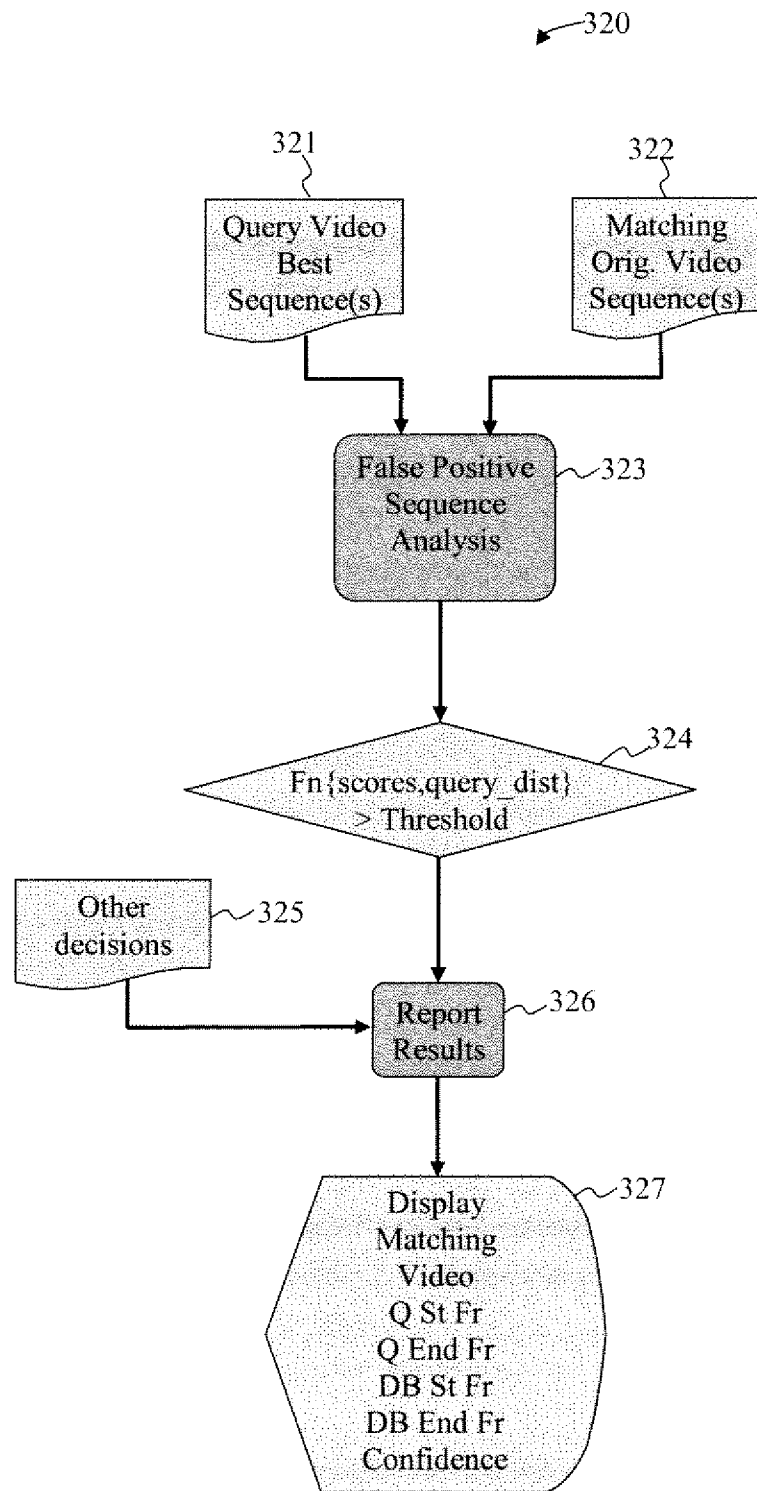 320
321
322
Query Video
Best
Sequence(s)
Matching
Orig. Video
Sequence(s)
False Positive
Sequence
Analysis
323
324
Fn{scores,query_dist}
> Threshold
Other
decisions
325
Report
Results
326
327
Display
Matching
Video
Q St Fr
Q End Fr
DB St Fr
DB End Fr
Confidence